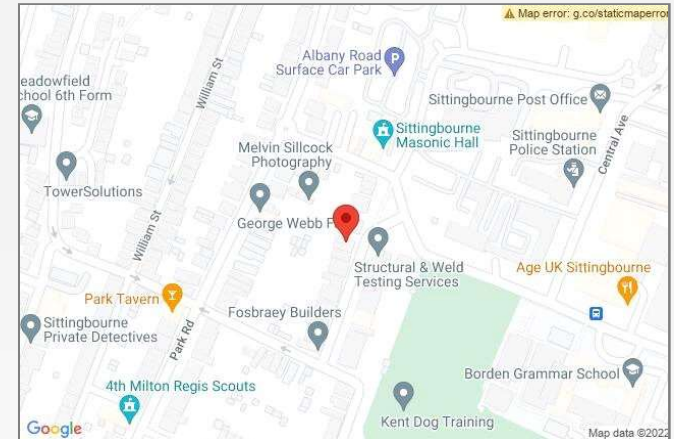 Map error: g.co/staticmaperror
Albany Road
Surface Car Park
eadowfield
chool 6th Form
William St
Sittingbourne Post Office
Sittingbourne
Masonic Hall
Sittingbourne
Police Station
Central Ave
Melvin Sillcock
Photography
TowerSolutions
George Webb F
William St
Structural & Weld
Testing Services
Age UK Sittingbourne
Park Tavern
Fosbraey Builders
Sittingbourne
Private Detectives
Park Rd
Borden Grammar School
4th Milton Regis Scouts
Kent Dog Training
Google
Map data ©2022